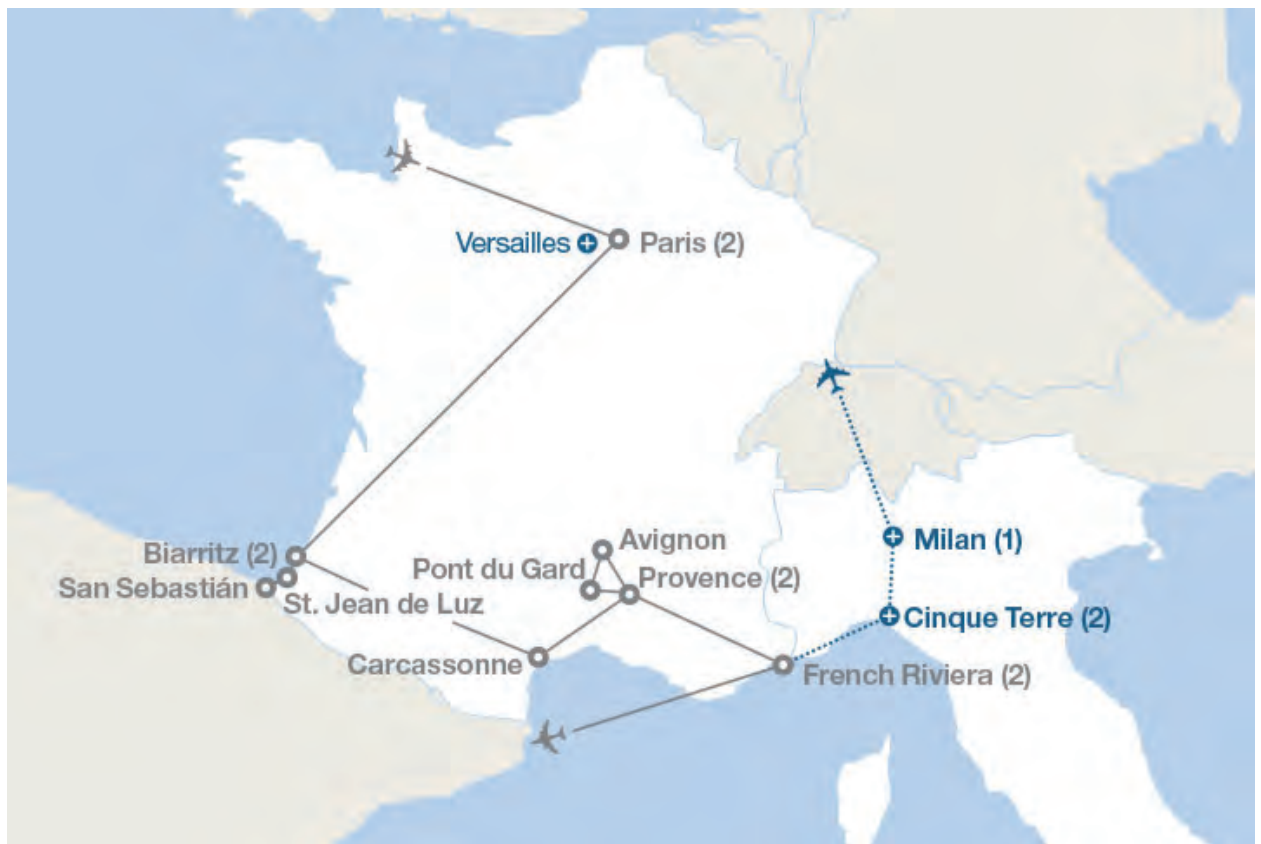 Versailles
Paris (2)
Biarritz (2)
San Sebastián
St. Jean de Luz
Avignon
Pont du Gard
Provence (2)
Carcassonne
Milan (1)
Cinque Terre (2)
French Riviera (2)